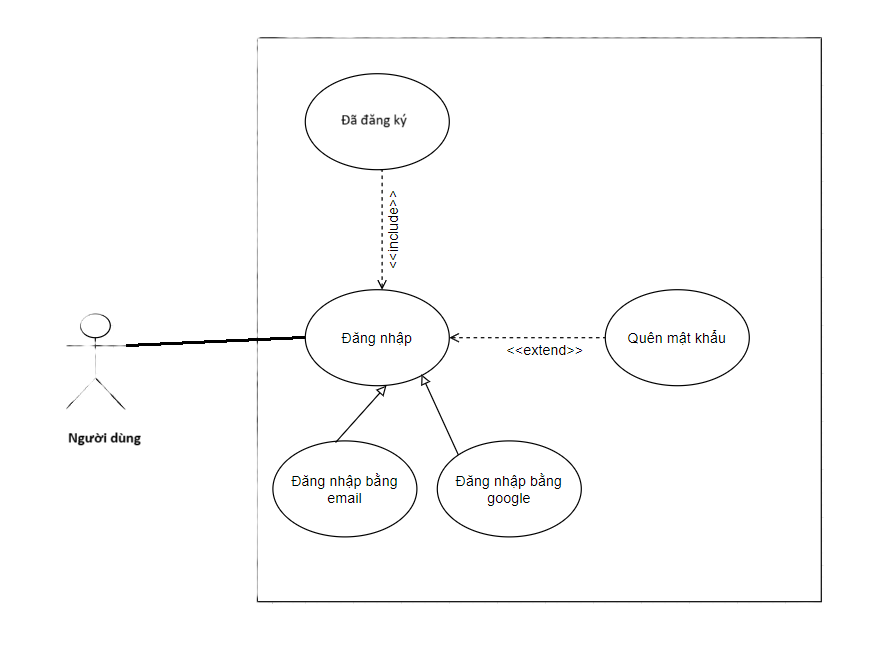 Đã đăng ký
<<include>>
Đăng nhập
Quên mật khẩu
<<extend>>
Người dùng
Đăng nhập bằng
email
Đăng nhập bằng
google